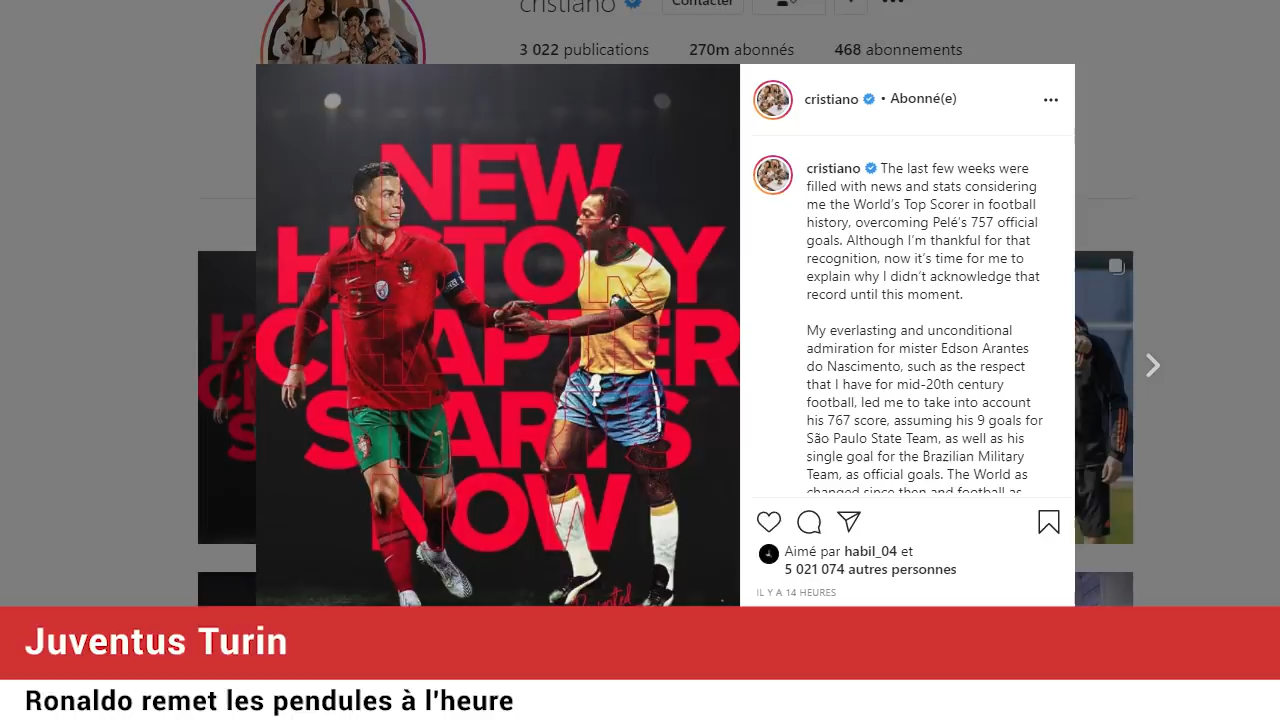 cristiano
Contacter
3 022 publications 270m abonnés 468 abonnements
NEW
HISTORY
CHAPTER
STARTS
NOW
cristiano • Abonné(e)
cristiano The last few weeks were
filled with news and stats considering
me the World's Top Scorer in football
history, overcoming Pelé's 757 official
goals. Although I'm thankful for that
recognition, now it's time for me to
explain why I didn't acknowledge that
record until this moment.
My everlasting and unconditional
admiration for mister Edson Arantes
do Nascimento, such as the respect
that I have for mid-20th century
football, led me to take into account
his 767 score, assuming his 9 goals for
São Paulo State Team, as well as his
single goal for the Brazilian Military
Team, as official goals. The World as
changed since then and football as
Aimé par habil_04 et
5 021 074 autres personnes
IL Y A 14 HEURES
Juventus Turin
Ronaldo remet les pendules à l'heure